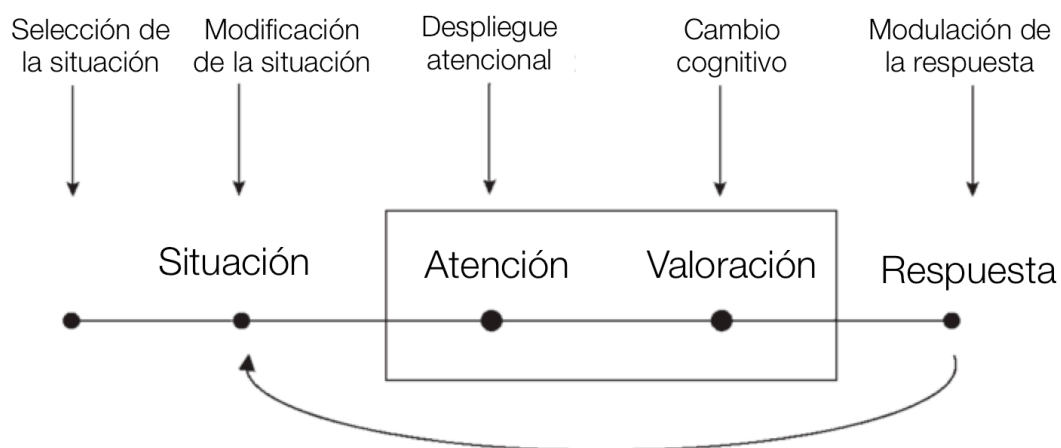 Selección de
la situación
Modificación
de la situación
Despliegue
atencional
Cambio
cognitivo
Modulación de
la respuesta
Situación
Atención
Valoración
Respuesta